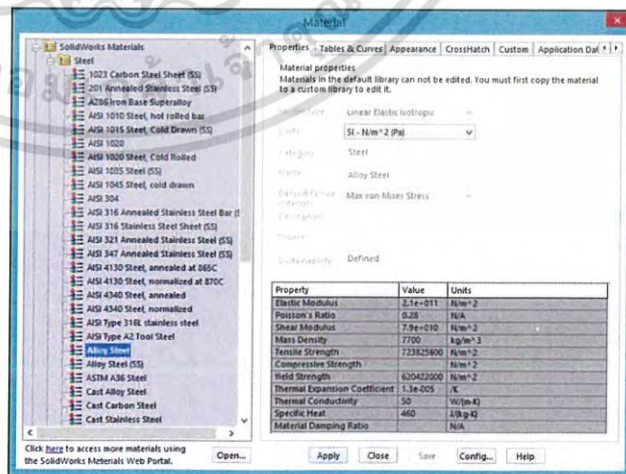 Material
SolidWorks Materials
Steel
1023 Carbon Steel Sheet (SS)
201 Annealed Stainless Steel (SS)
A286 Iron Base Superalloy
AISI 1010 Steel, hot rolled bar
AISI 1015 Steel, Cold Drawn (SS)
AISI 1020
AISI 1020 Steel, Cold Rolled
AISI 1035 Steel (SS)
AISI 1045 Steel, cold drawn
AISI 304
AISI 316 Annealed Stainless Steel Bar (S
AISI 316 Stainless Steel Sheet (SS)
AISI 321 Annealed Stainless Steel (SS)
AISI 347 Annealed Stainless Steel (SS)
AISI 4130 Steel, annealed at 865C
AISI 4130 Steel, normalized at 870C
AISI 4340 Steel, annealed
AISI 4340 Steel, normalized
AISI Type 316L stainless steel
AISI Type A2 Tool Steel
Alloy Steel
Alloy Steel (SS)
ASTM A36 Steel
Cast Alloy Steel
Cast Carbon Steel
Cast Stainless Steel
Click here to access more materials using
the SolidWorks Materials Web Portal.
Open...
Properties Tables & Curves Appearance CrossHatch Custom Application Dat
Material properties
Materials in the default library can not be edited. You must first copy the material
to a custom library to edit it.
Model Type: Linear Elastic Isotropic
Units: SI - N/m^2 (Pa)
Category: Steel
Name: Alloy Steel
Default failure criterion: Max von Mises Stress
Description:
Source:
Sustainability: Defined
Property Value Units
Elastic Modulus 2.1e+011 N/m^2
Poisson's Ratio 0.28 N/A
Shear Modulus 7.9e+010 N/m^2
Mass Density 7700 kg/m^3
Tensile Strength 723825600 N/m^2
Compressive Strength N/m^2
Yield Strength 620422000 N/m^2
Thermal Expansion Coefficient 1.3e-005 /K
Thermal Conductivity 50 W/(m·K)
Specific Heat 460 J/(kg·K)
Material Damping Ratio N/A
Apply Close Save Config... Help